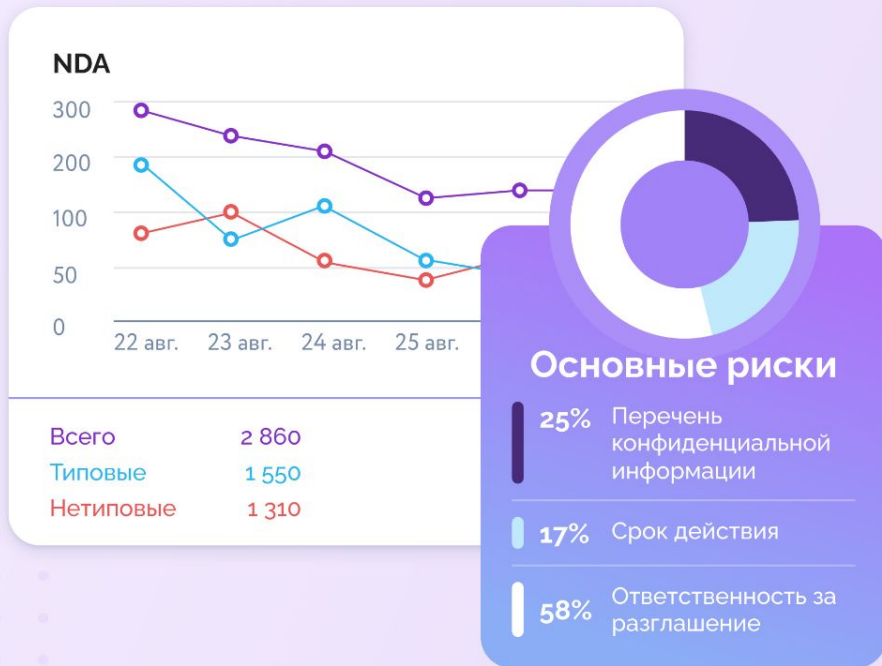 NDA
300
200
100
50
0
22 авг.
23 авг.
24 авг.
25 авг.
Всего 2 860
Типовые 1 550
Нетиповые 1 310
Основные риски
25% Перечень
конфиденциальной
информации
17% Срок действия
58% Ответственность за
разглашение